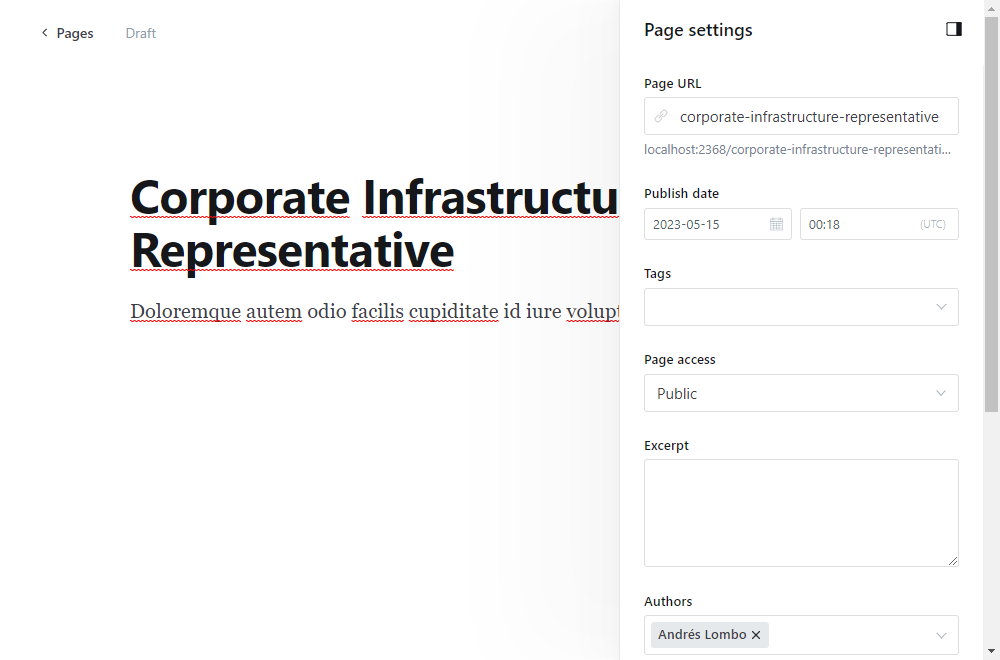 Pages
Draft
Corporate Infrastructu
Representative
Doloremque autem odio facilis cupiditate id iure volupt
Page settings
Page URL
corporate-infrastructure-representative
localhost:2368/corporate-infrastructure-representati...
Publish date
2023-05-15
00:18
(UTC)
Tags
Page access
Public
Excerpt
Authors
Andrés Lombo